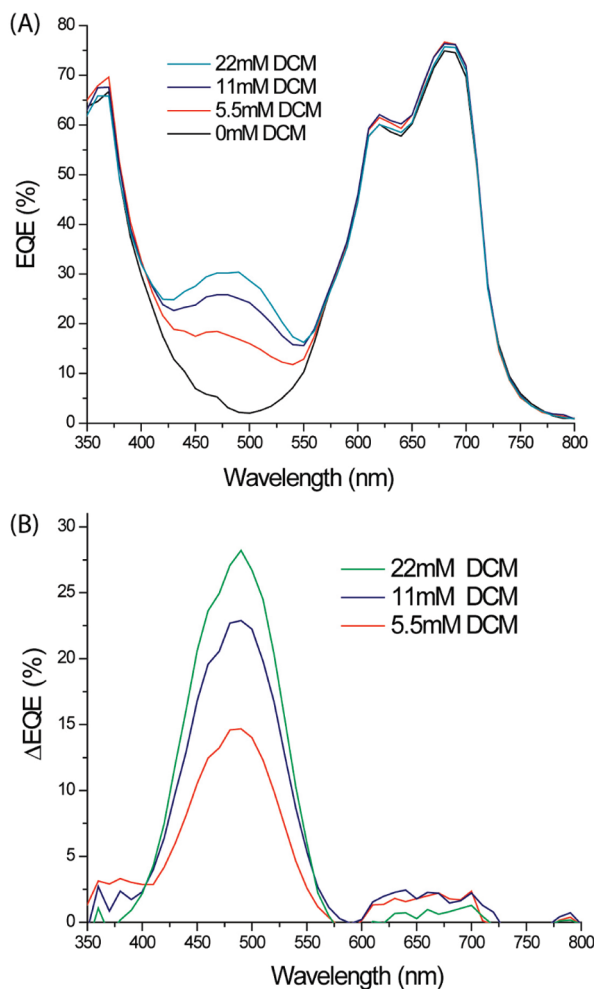 (A)
22mM DCM
11mM DCM
5.5mM DCM
0mM DCM
EQE (%)
80
70
60
50
40
30
20
10
0
350 400 450 500 550 600 650 700 750 800
Wavelength (nm)
(B)
22mM DCM
11mM DCM
5.5mM DCM
ΔEQE (%)
30
25
20
15
10
5
0
350 400 450 500 550 600 650 700 750 800
Wavelength (nm)